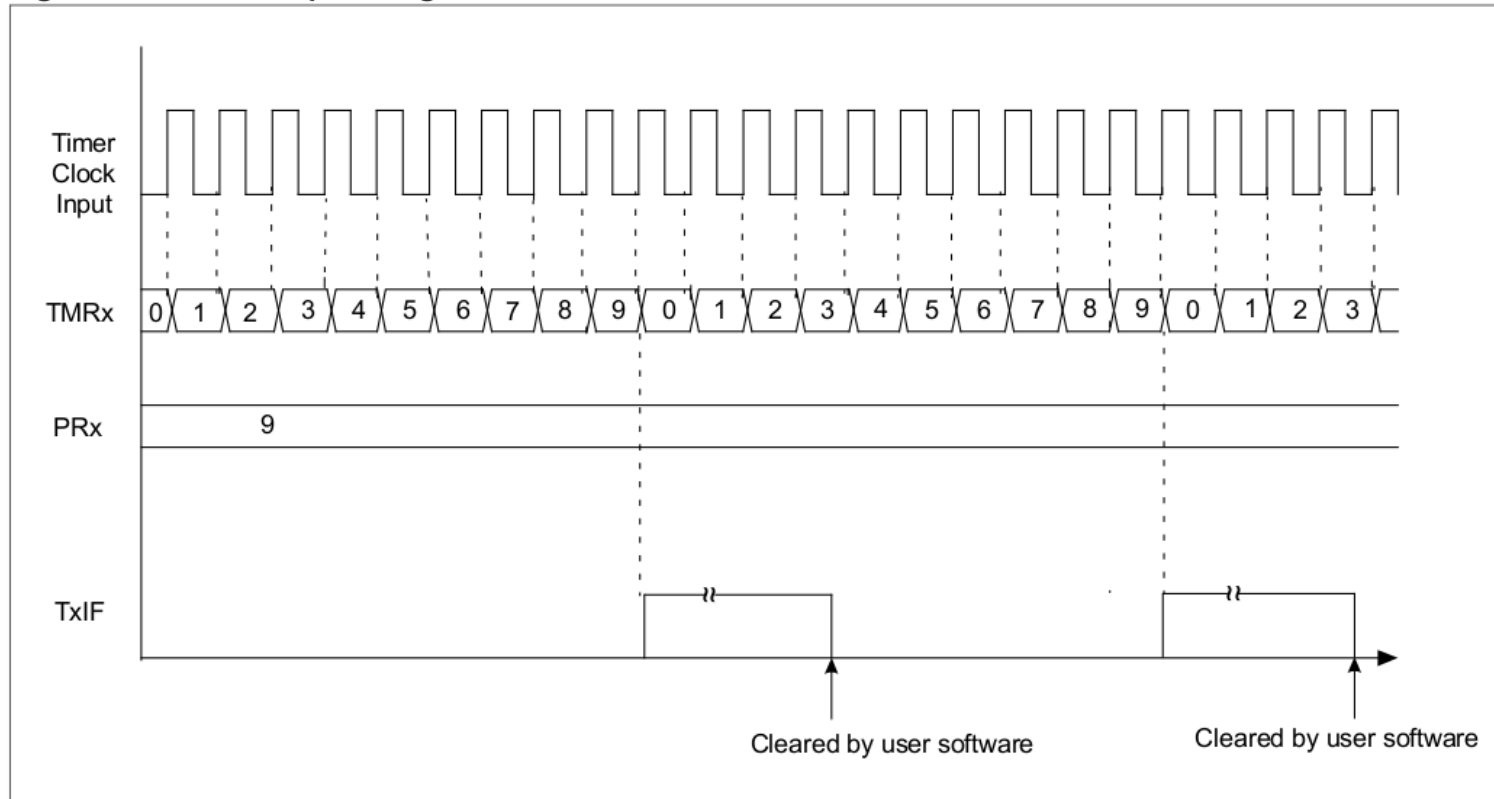 Timer
Clock
Input
TMRx 0 1 2 3 4 5 6 7 8 9 0 1 2 3 4 5 6 7 8 9 0 1 2 3
PRx 9
TxIF
Cleared by user software
Cleared by user software